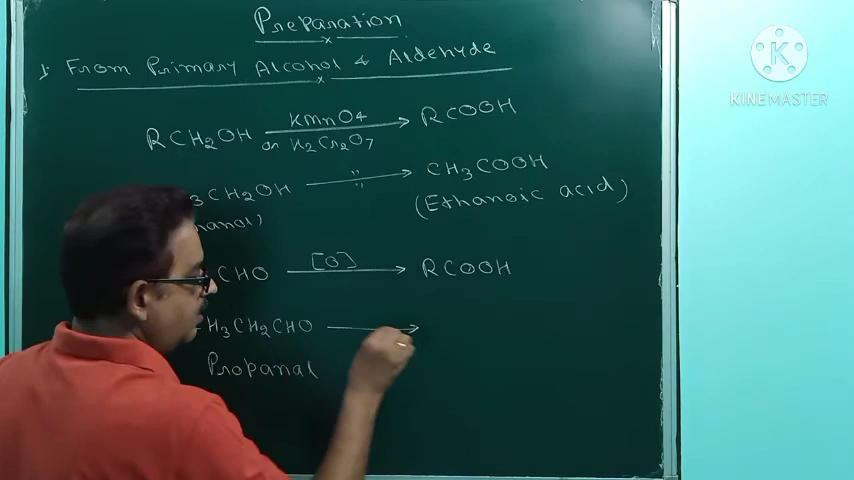 Preparation
1. From Primary Alcohol & Aldehyde
RCH2OH KMnO4 or K2Cr2O7 → RCOOH
3CH2OH ―"→ CH3COOH
(Ethanoic acid)
CHO [O] → RCOOH
H3CH2CHO →
Propanal
K
KINEMASTER